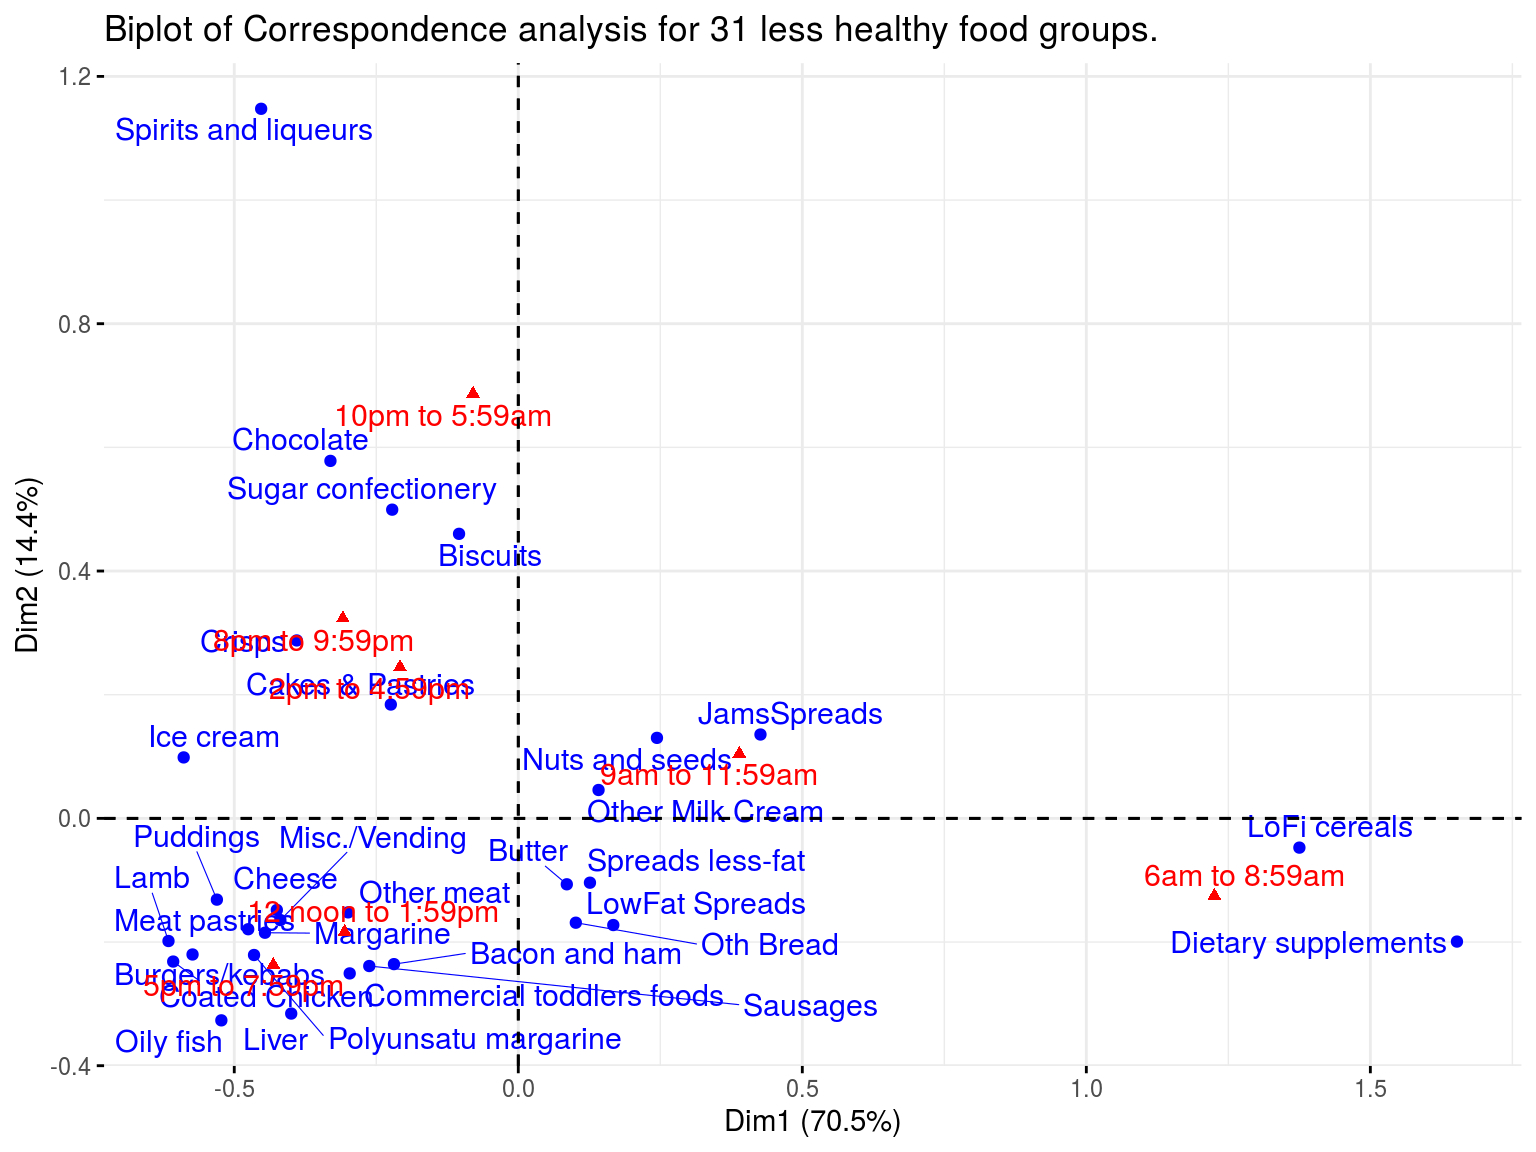 Biplot of Correspondence analysis for 31 less healthy food groups.
1.2
Spirits and liqueurs
0.8
10pm to 5:59am
Chocolate
Sugar confectionery
Biscuits
Dim2 (14.4%)
0.4
Crisps
8pm to 9:59pm
Cakes & Pastries
2pm to 4:59pm
JamsSpreads
Ice cream
Nuts and seeds
9am to 11:59am
Other Milk Cream
0.0
LoFi cereals
Puddings
Misc./Vending
Butter
Spreads less-fat
Lamb
Cheese
6am to 8:59am
Other meat
LowFat Spreads
12 noon to 1:59pm
Meat pastries
Margarine
Oth Bread
Dietary supplements
Bacon and ham
Burgers/kebabs
5pm to 7:59pm
Coated Chicken
Commercial toddlers foods
Sausages
Oily fish
Liver
Polyunsatu margarine
-0.4
-0.5
0.0
0.5
1.0
1.5
Dim1 (70.5%)